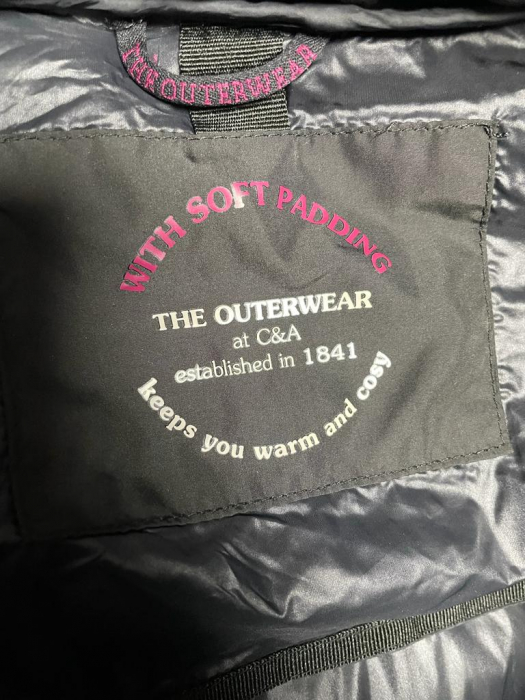 THE OUTERWEAR
WITH SOFT PADDING
THE OUTERWEAR
at C&A
established in 1841
keeps you warm and cosy